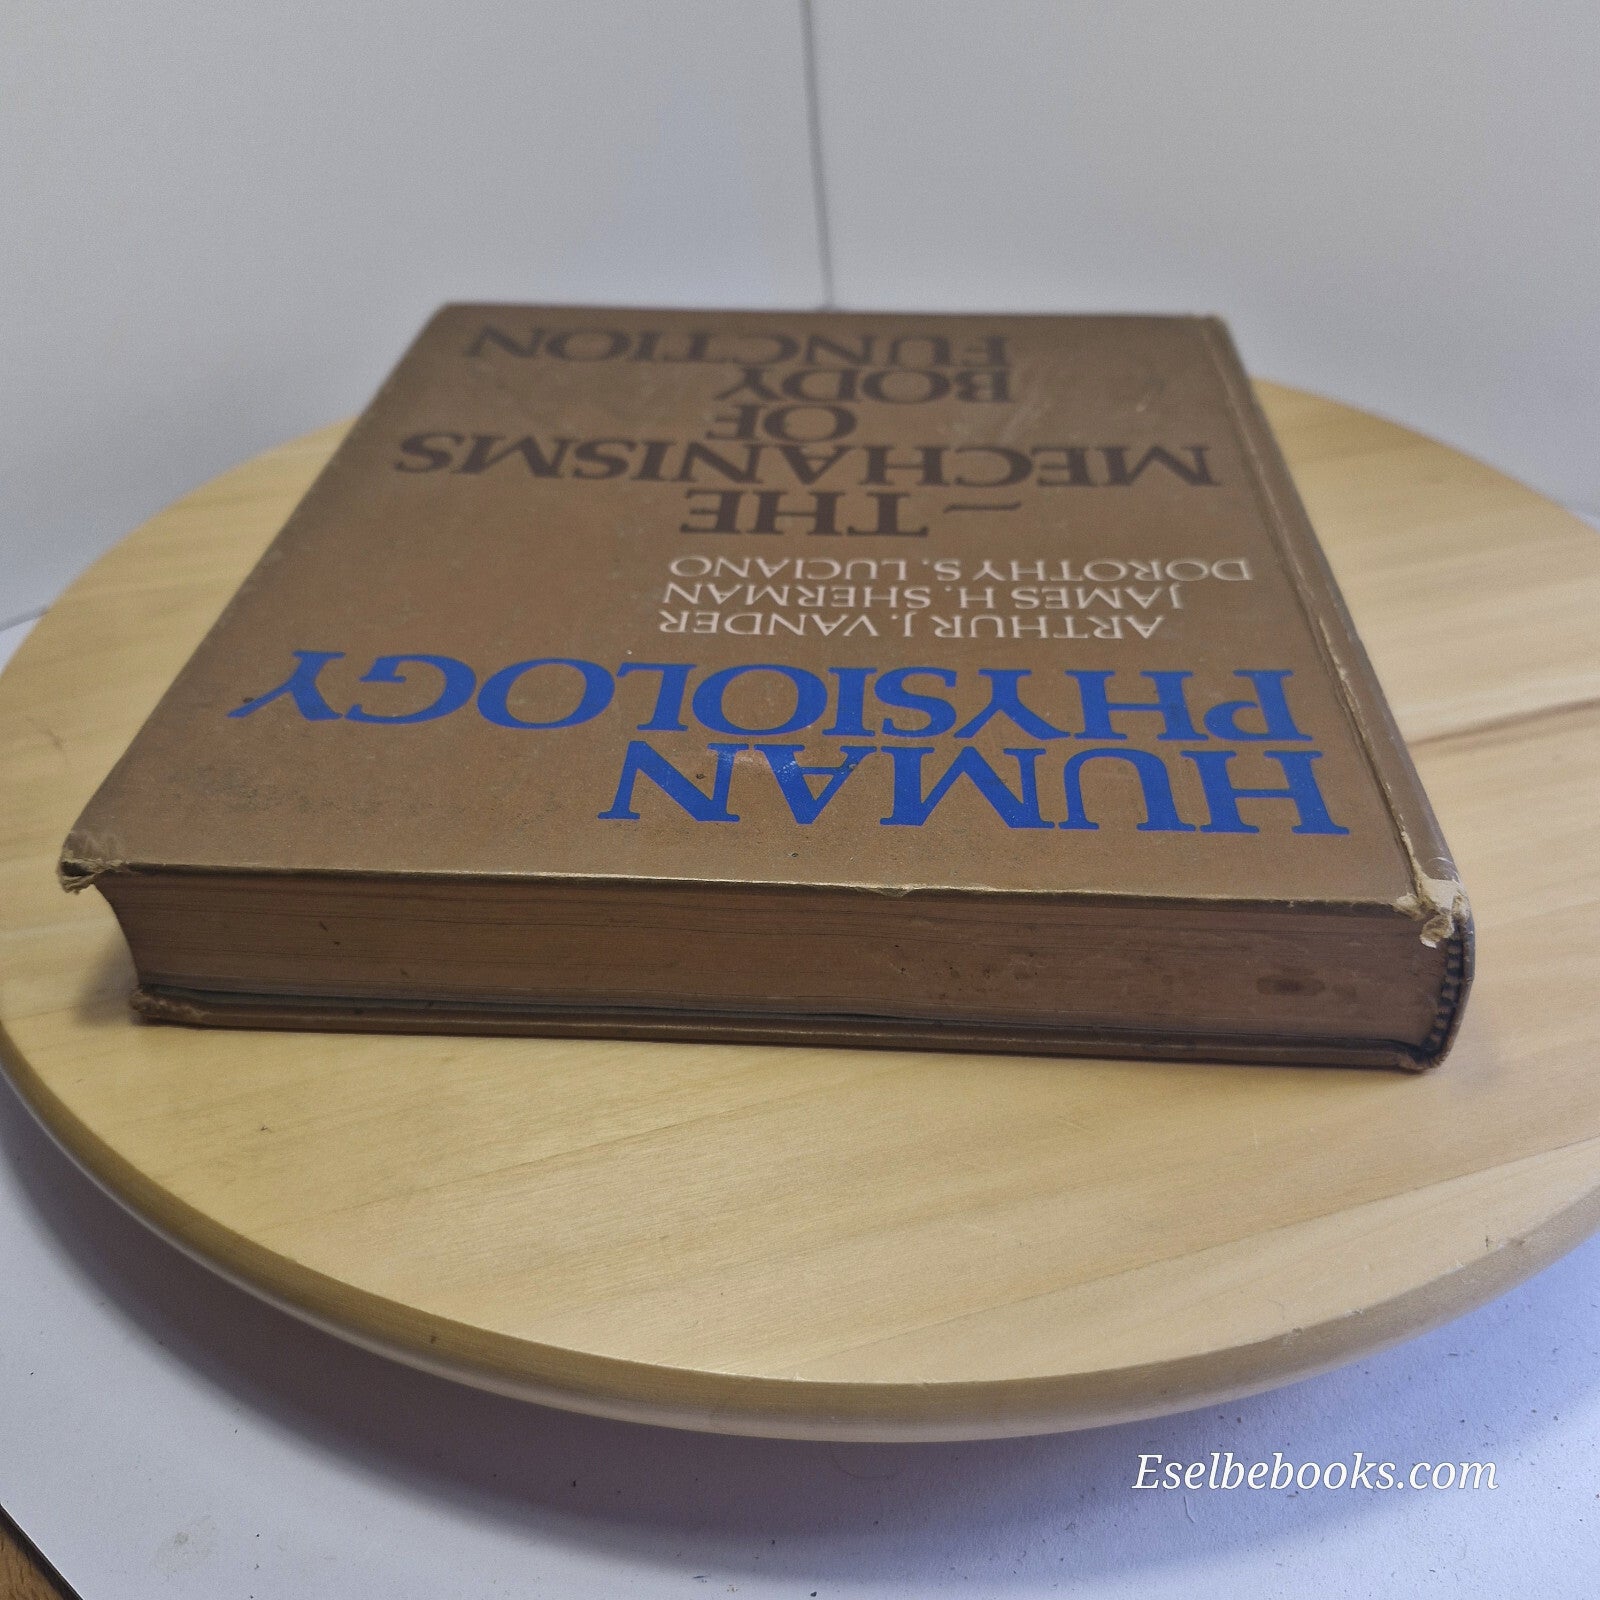 HUMAN
PHYSIOLOGY
ARTHUR J. VANDER
JAMES H. SHERMAN
DOROTHY S. LUCIANO
–THE
MECHANISMS
OF
BODY
FUNCTION
Eselbebooks.com